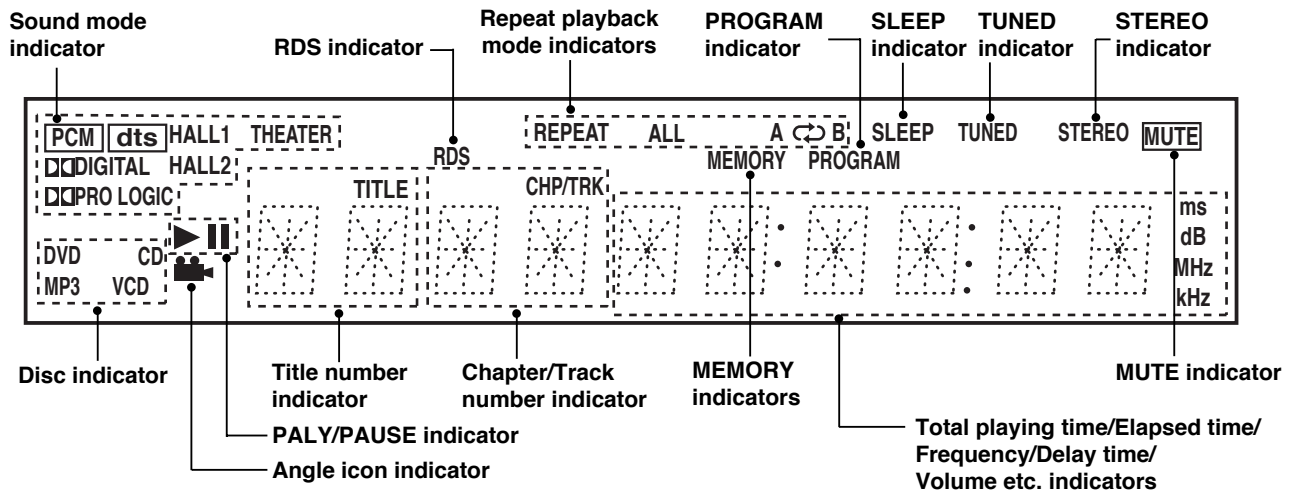 Sound mode
indicator
RDS indicator
Repeat playback
mode indicators
PROGRAM
indicator
SLEEP
indicator
TUNED
indicator
STEREO
indicator
PCM dts HALL1 THEATER
DIGITAL HALL2
PRO LOGIC
RDS
REPEAT ALL A B SLEEP TUNED STEREO MUTE
MEMORY PROGRAM
TITLE
CHP/TRK
DVD CD
MP3 VCD
ms
dB
MHz
kHz
Disc indicator
Title number
indicator
Chapter/Track
number indicator
MEMORY
indicators
MUTE indicator
PALY/PAUSE indicator
Angle icon indicator
Total playing time/Elapsed time/
Frequency/Delay time/
Volume etc. indicators